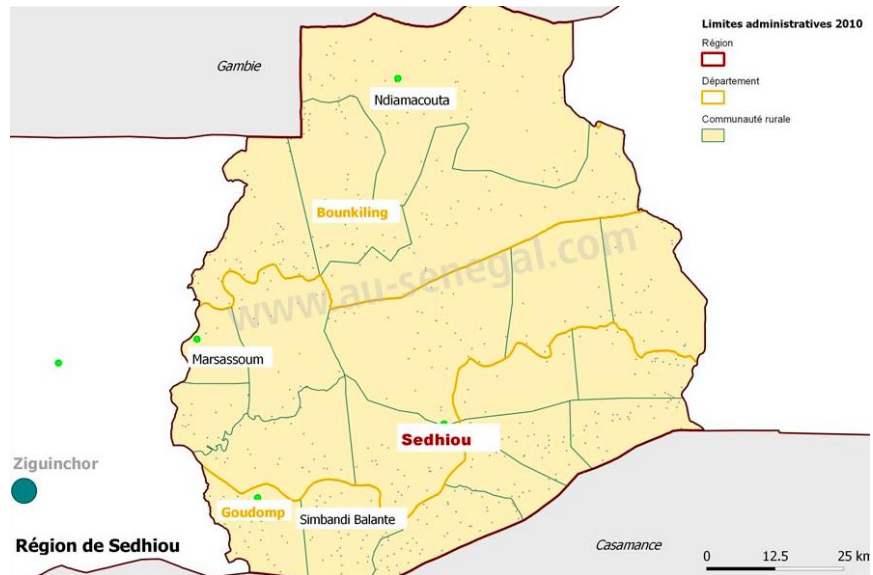 Limites administratives 2010
Région
Département
Communauté rurale
Gambie
Ndiamacouta
Bounkiling
www.au-senegal.com
Marsassoum
Sedhiou
Ziguinchor
Goudomp
Simbandi Balante
Région de Sedhiou
Casamance
0 12.5 25 km